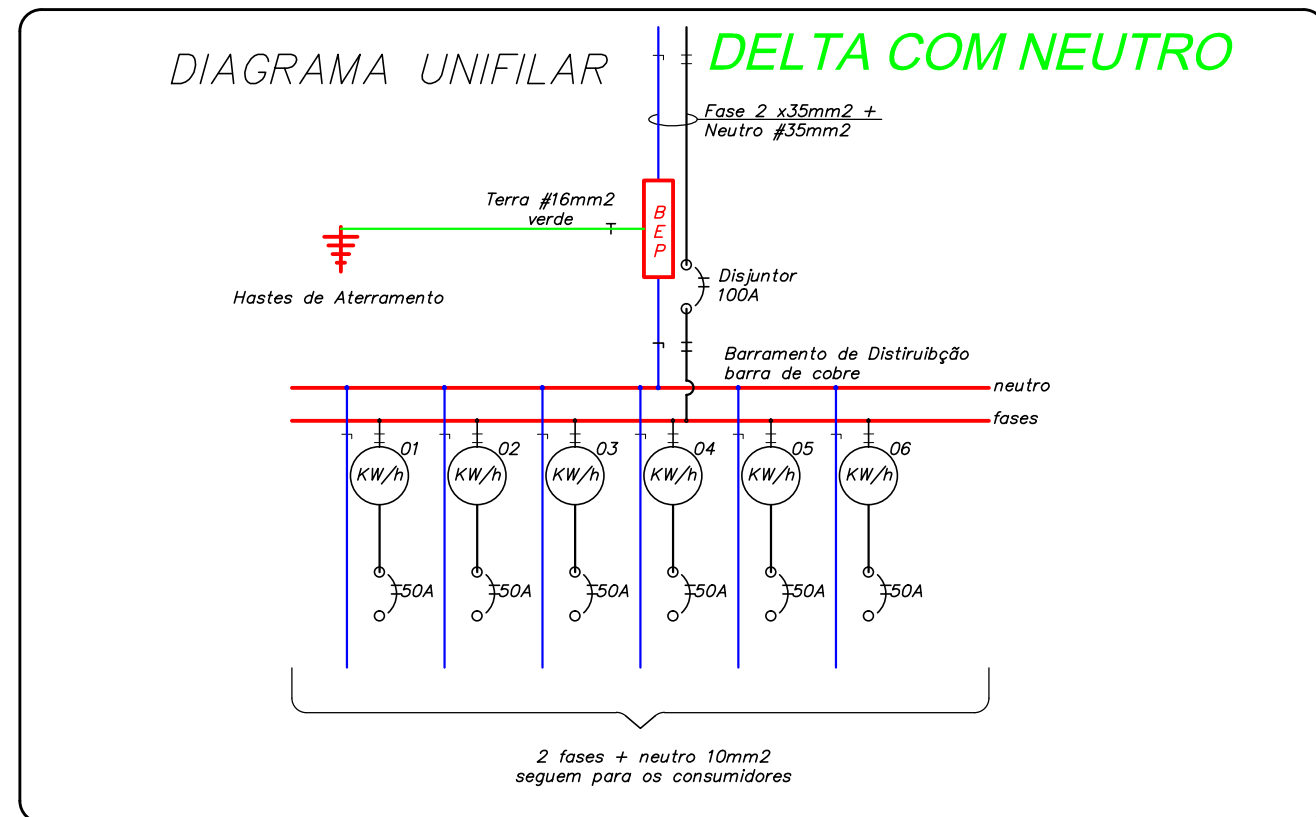 DIAGRAMA UNIFILAR
DELTA COM NEUTRO
Fase 2 x35mm2 +
Neutro #35mm2
Terra #16mm2
verde
B
E
P
Hastes de Aterramento
Disjuntor
100A
Barramento de Distiruibção
barra de cobre
neutro
fases
01
02
03
04
05
06
KW/h
KW/h
KW/h
KW/h
KW/h
KW/h
50A
50A
50A
50A
50A
50A
2 fases + neutro 10mm2
seguem para os consumidores